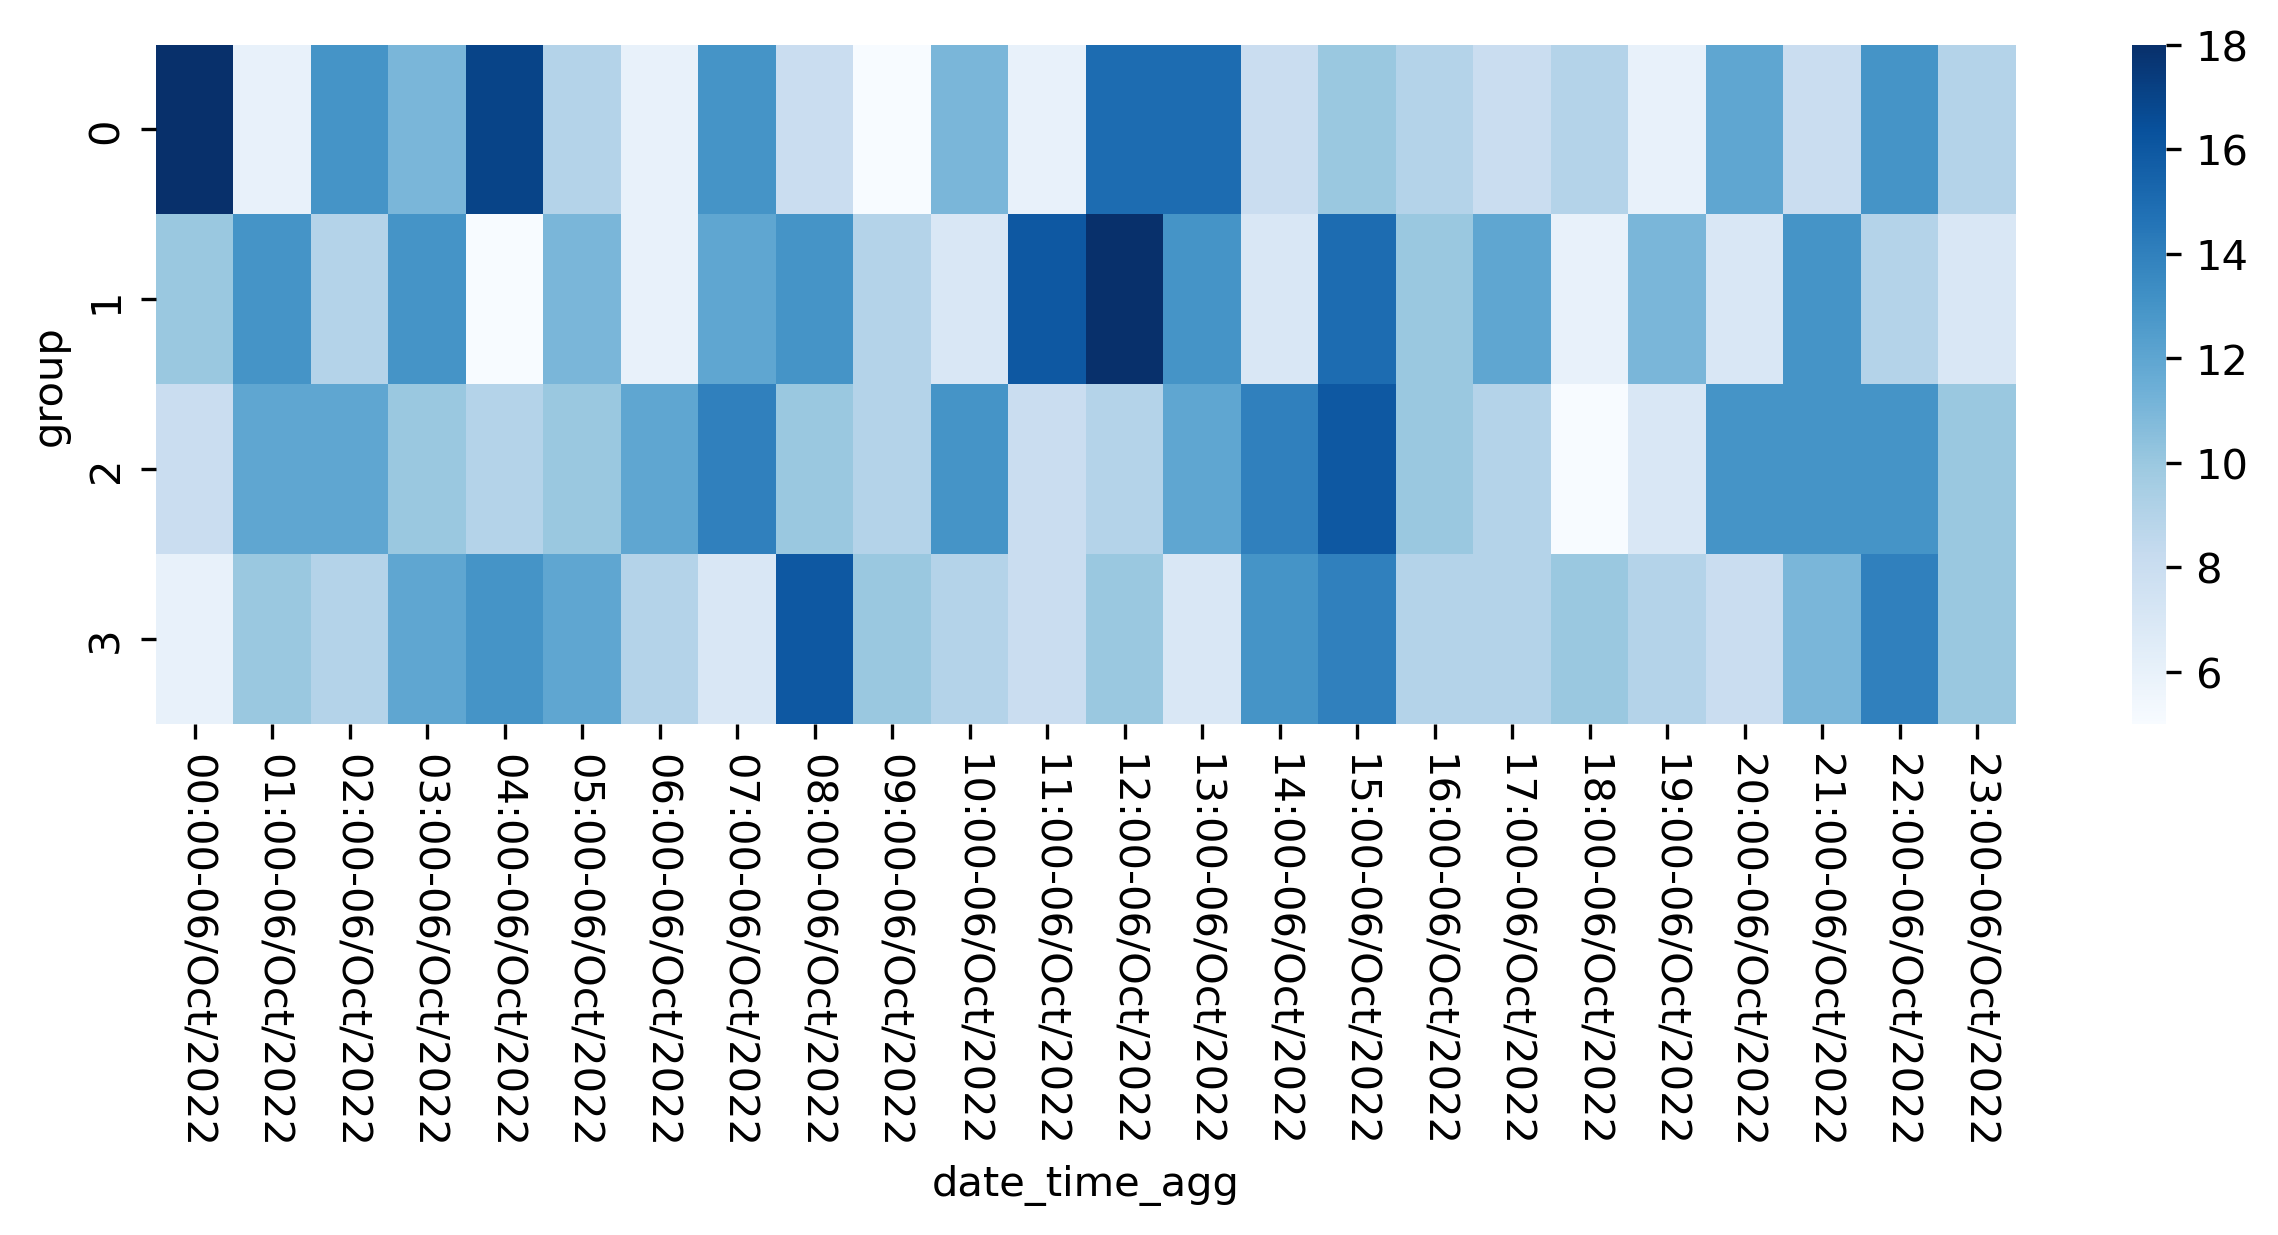 group
0
1
2
3
00:00-06/Oct/2022
01:00-06/Oct/2022
02:00-06/Oct/2022
03:00-06/Oct/2022
04:00-06/Oct/2022
05:00-06/Oct/2022
06:00-06/Oct/2022
07:00-06/Oct/2022
08:00-06/Oct/2022
09:00-06/Oct/2022
10:00-06/Oct/2022
11:00-06/Oct/2022
12:00-06/Oct/2022
13:00-06/Oct/2022
14:00-06/Oct/2022
15:00-06/Oct/2022
16:00-06/Oct/2022
17:00-06/Oct/2022
18:00-06/Oct/2022
19:00-06/Oct/2022
20:00-06/Oct/2022
21:00-06/Oct/2022
22:00-06/Oct/2022
23:00-06/Oct/2022
date_time_agg
18
16
14
12
10
8
6